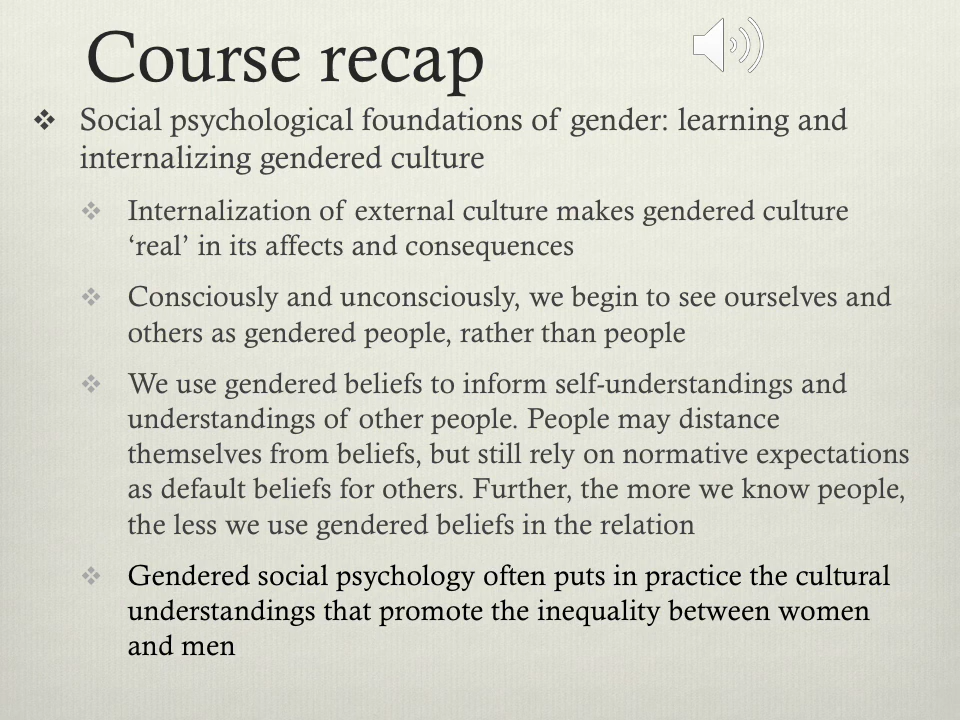 Course recap
❖ Social psychological foundations of gender: learning and
internalizing gendered culture
❖ Internalization of external culture makes gendered culture
‘real’ in its affects and consequences
❖ Consciously and unconsciously, we begin to see ourselves and
others as gendered people, rather than people
❖ We use gendered beliefs to inform self-understandings and
understandings of other people. People may distance
themselves from beliefs, but still rely on normative expectations
as default beliefs for others. Further, the more we know people,
the less we use gendered beliefs in the relation
❖ Gendered social psychology often puts in practice the cultural
understandings that promote the inequality between women
and men